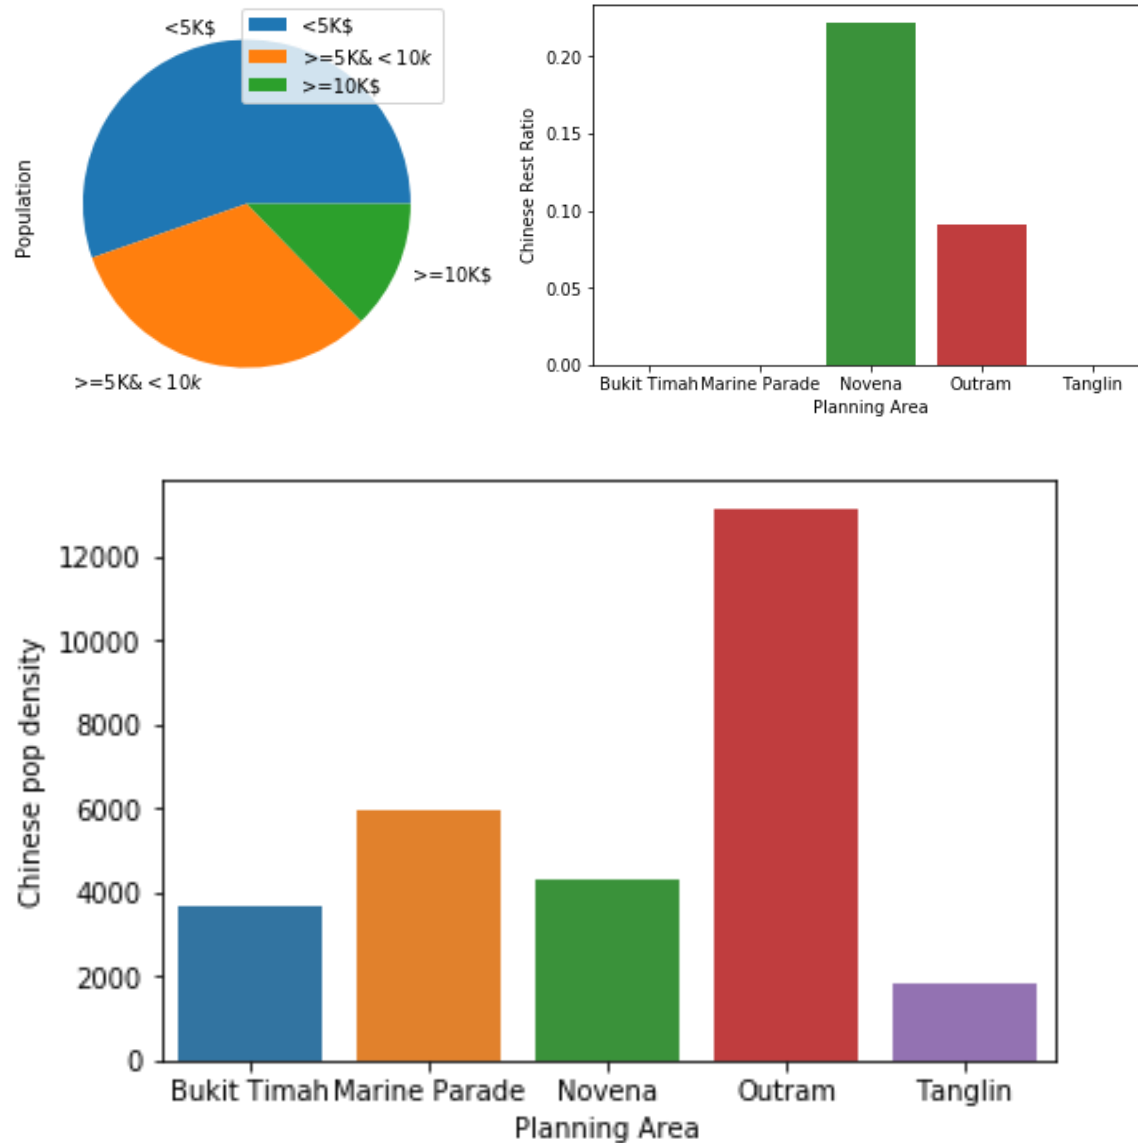 <5K$
<5K$
>=5K&<10k
>=10K$
Population
>=10K$
>=5K&<10k
0.20
0.15
0.10
0.05
0.00
Chinese Rest Ratio
Bukit Timah Marine Parade Novena Outram Tanglin
Planning Area
12000
10000
8000
6000
4000
2000
0
Chinese pop density
Bukit Timah Marine Parade Novena Outram Tanglin
Planning Area